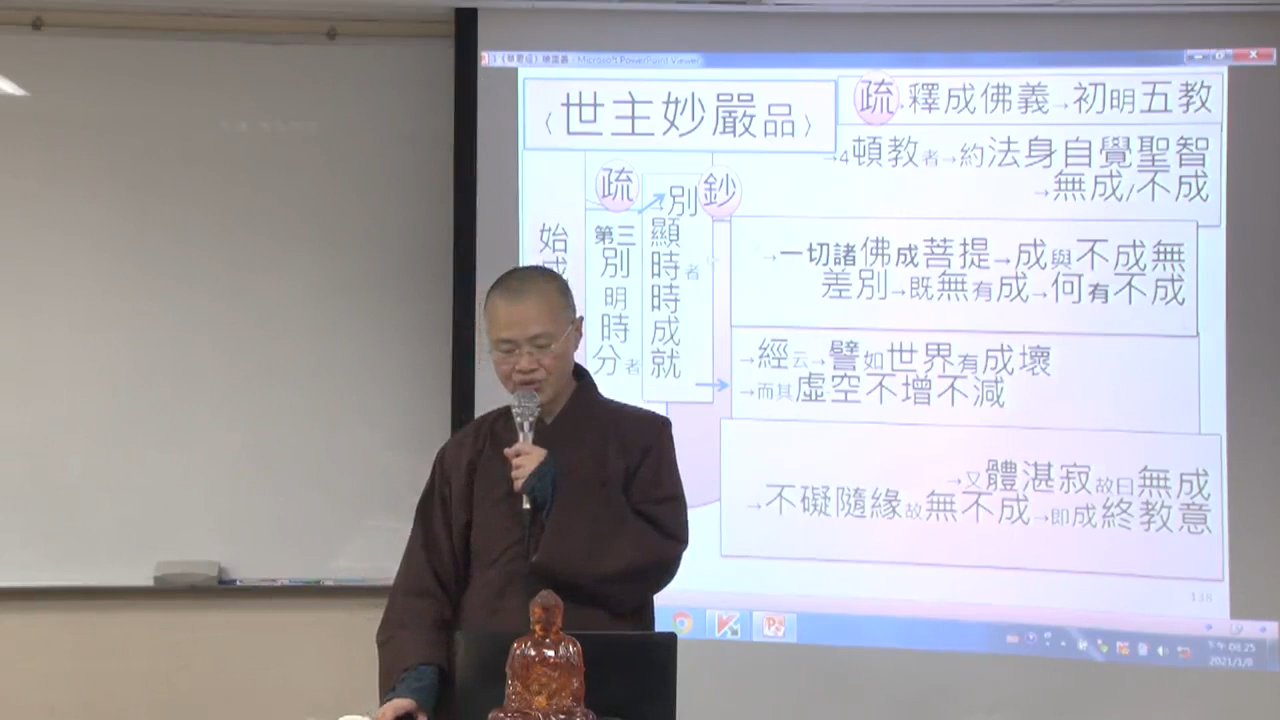 《華嚴經》懸談義 - Microsoft PowerPoint Viewer
〈世主妙嚴品〉
疏→釋成佛義→初明五教
→4頓教者→約法身自覺聖智
→無成/不成
始成
疏
第三別明時分者
→別顯時者時成就
鈔
→一切諸佛成菩提→成與不成無
差別→既無有成→何有不成
→經云→譬如世界有成壞
→而其虛空不增不減
→又體湛寂故曰無成
→不礙隨緣故無不成→即成終教意
138
下午 08:25
2021/1/8